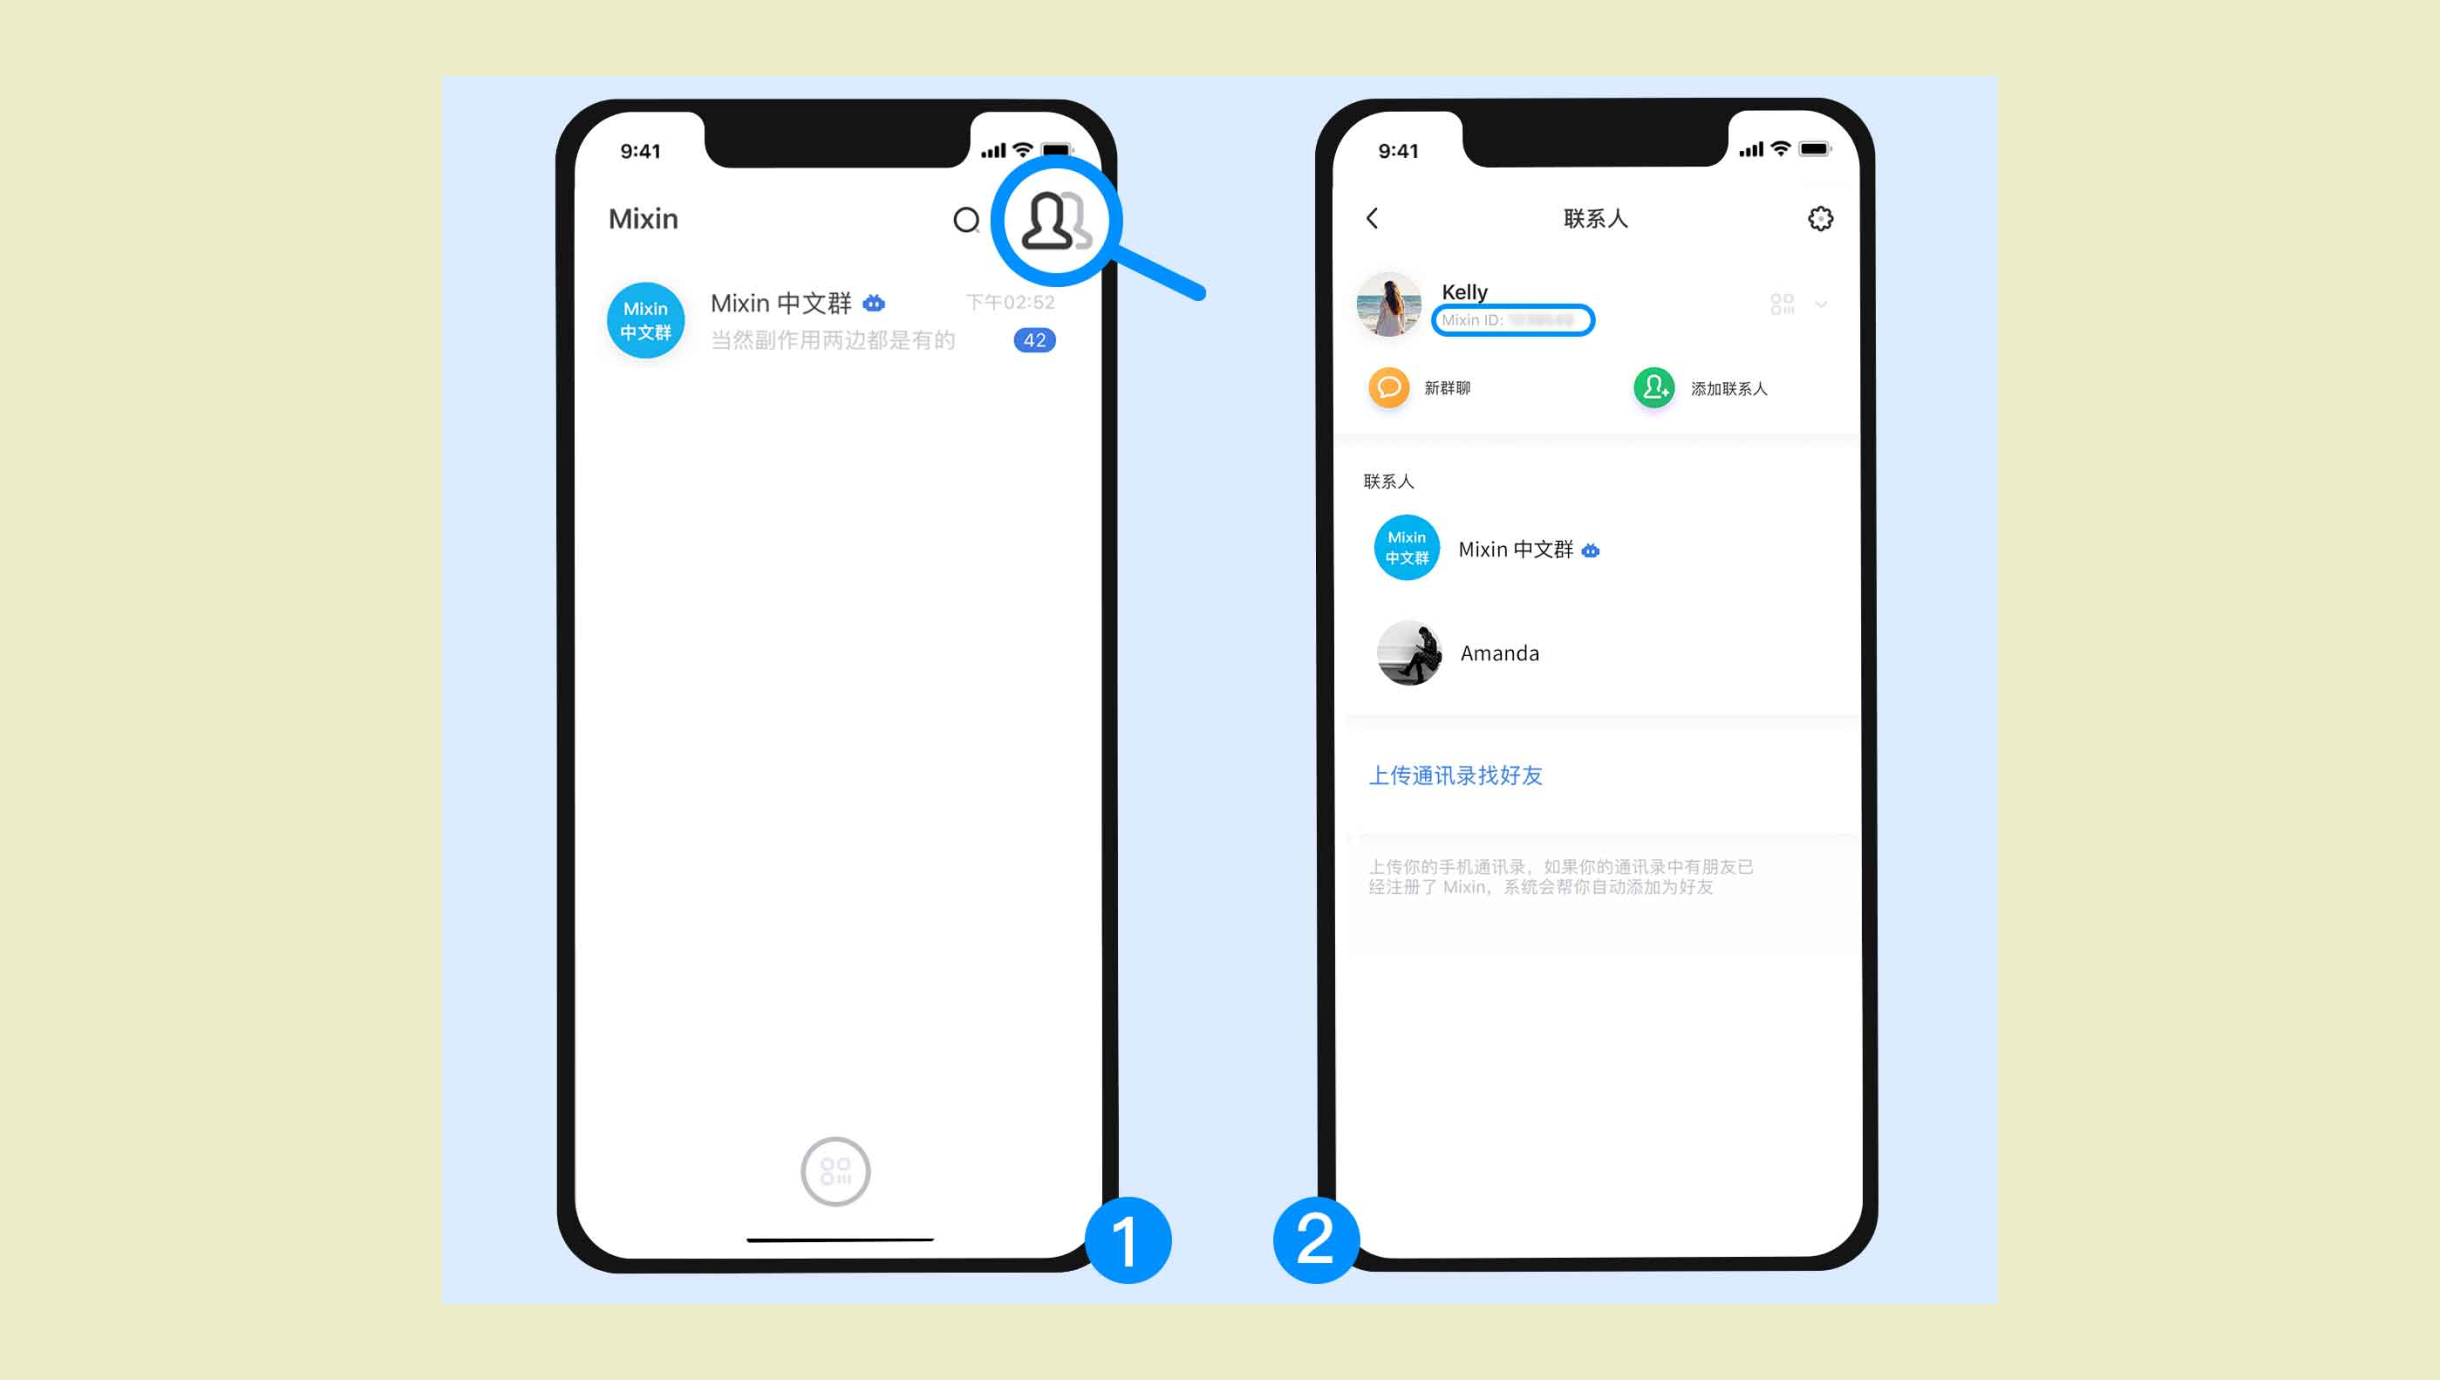 9:41
Mixin
Mixin
中文群
Mixin 中文群
下午02:52
当然副作用两边都是有的
42
1
9:41
联系人
Kelly
Mixin ID:
新群聊
添加联系人
联系人
Mixin
中文群
Mixin 中文群
Amanda
上传通讯录找好友
上传你的手机通讯录，如果你的通讯录中有朋友已
经注册了 Mixin，系统会帮你自动添加为好友
2